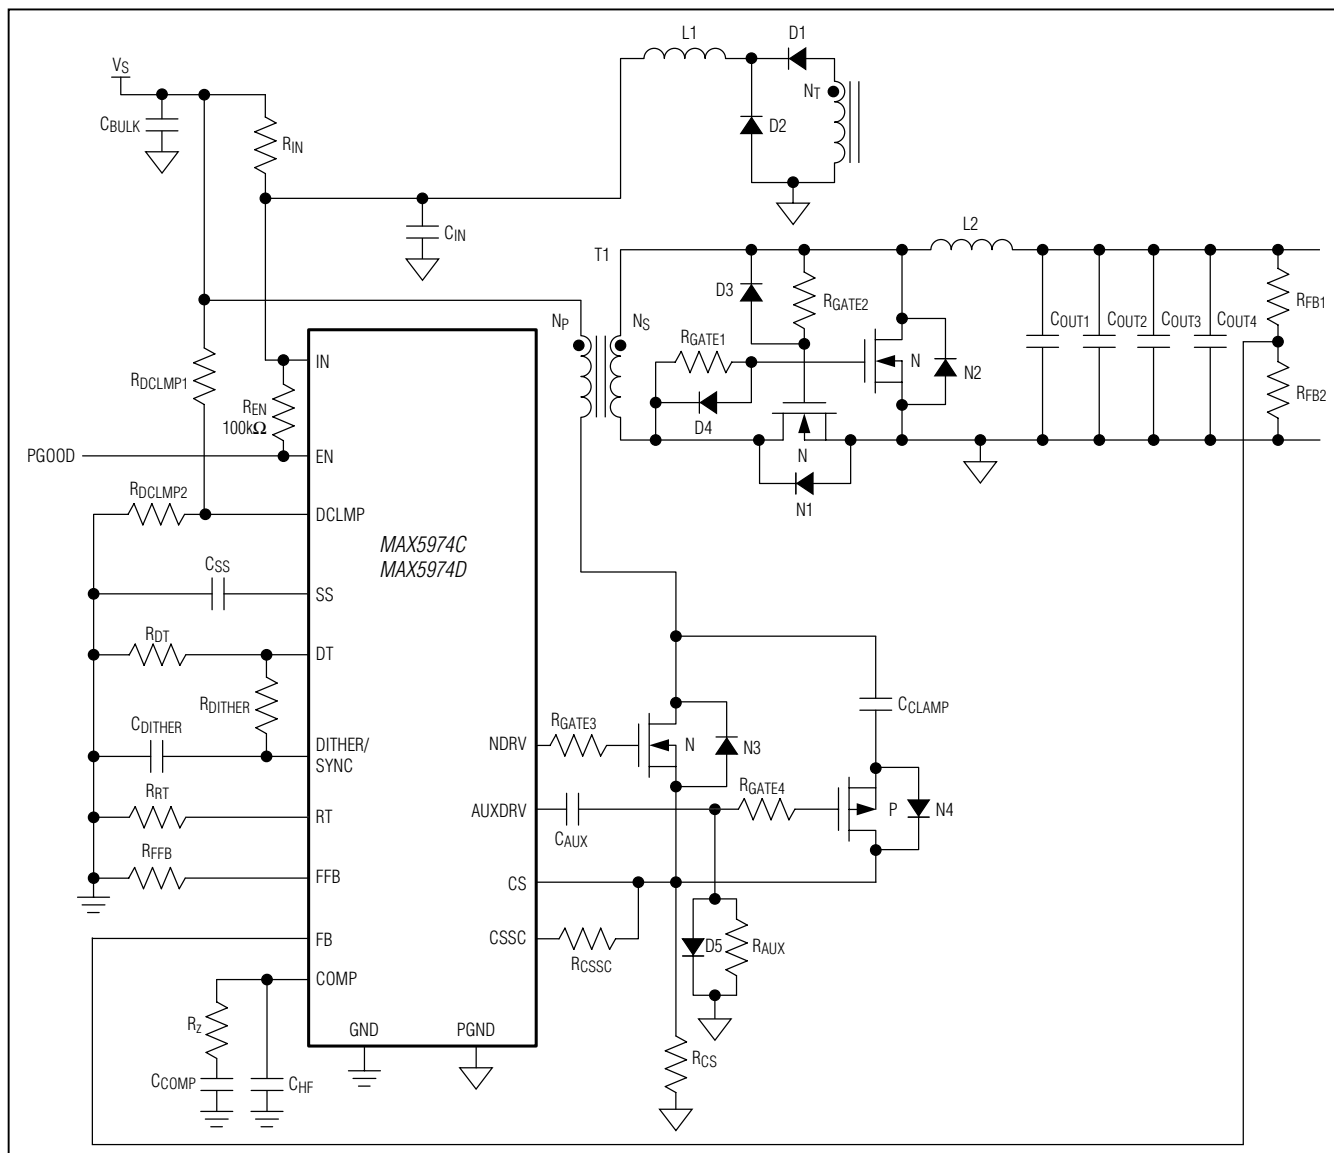 L1
D1
VS
NT
CBULK
RIN
D2
CIN
L2
T1
D3
RGATE2
RFB1
NP
NS
COUT1
COUT2
COUT3
COUT4
RGATE1
IN
N
N2
RDCLMP1
REN
100kΩ
D4
RFB2
PGOOD
EN
N
N1
RDCLMP2
DCLMP
MAX5974C
MAX5974D
CSS
SS
RDT
DT
RDITHER
CCLAMP
CDITHER
RGATE3
DITHER/
SYNC
NDRV
N
N3
RGATE4
RRT
RT
AUXDRV
CAUX
P
N4
RFFB
FFB
CS
FB
CSSC
RCSSC
D5
RAUX
COMP
RZ
GND
PGND
RCS
CCOMP
CHF